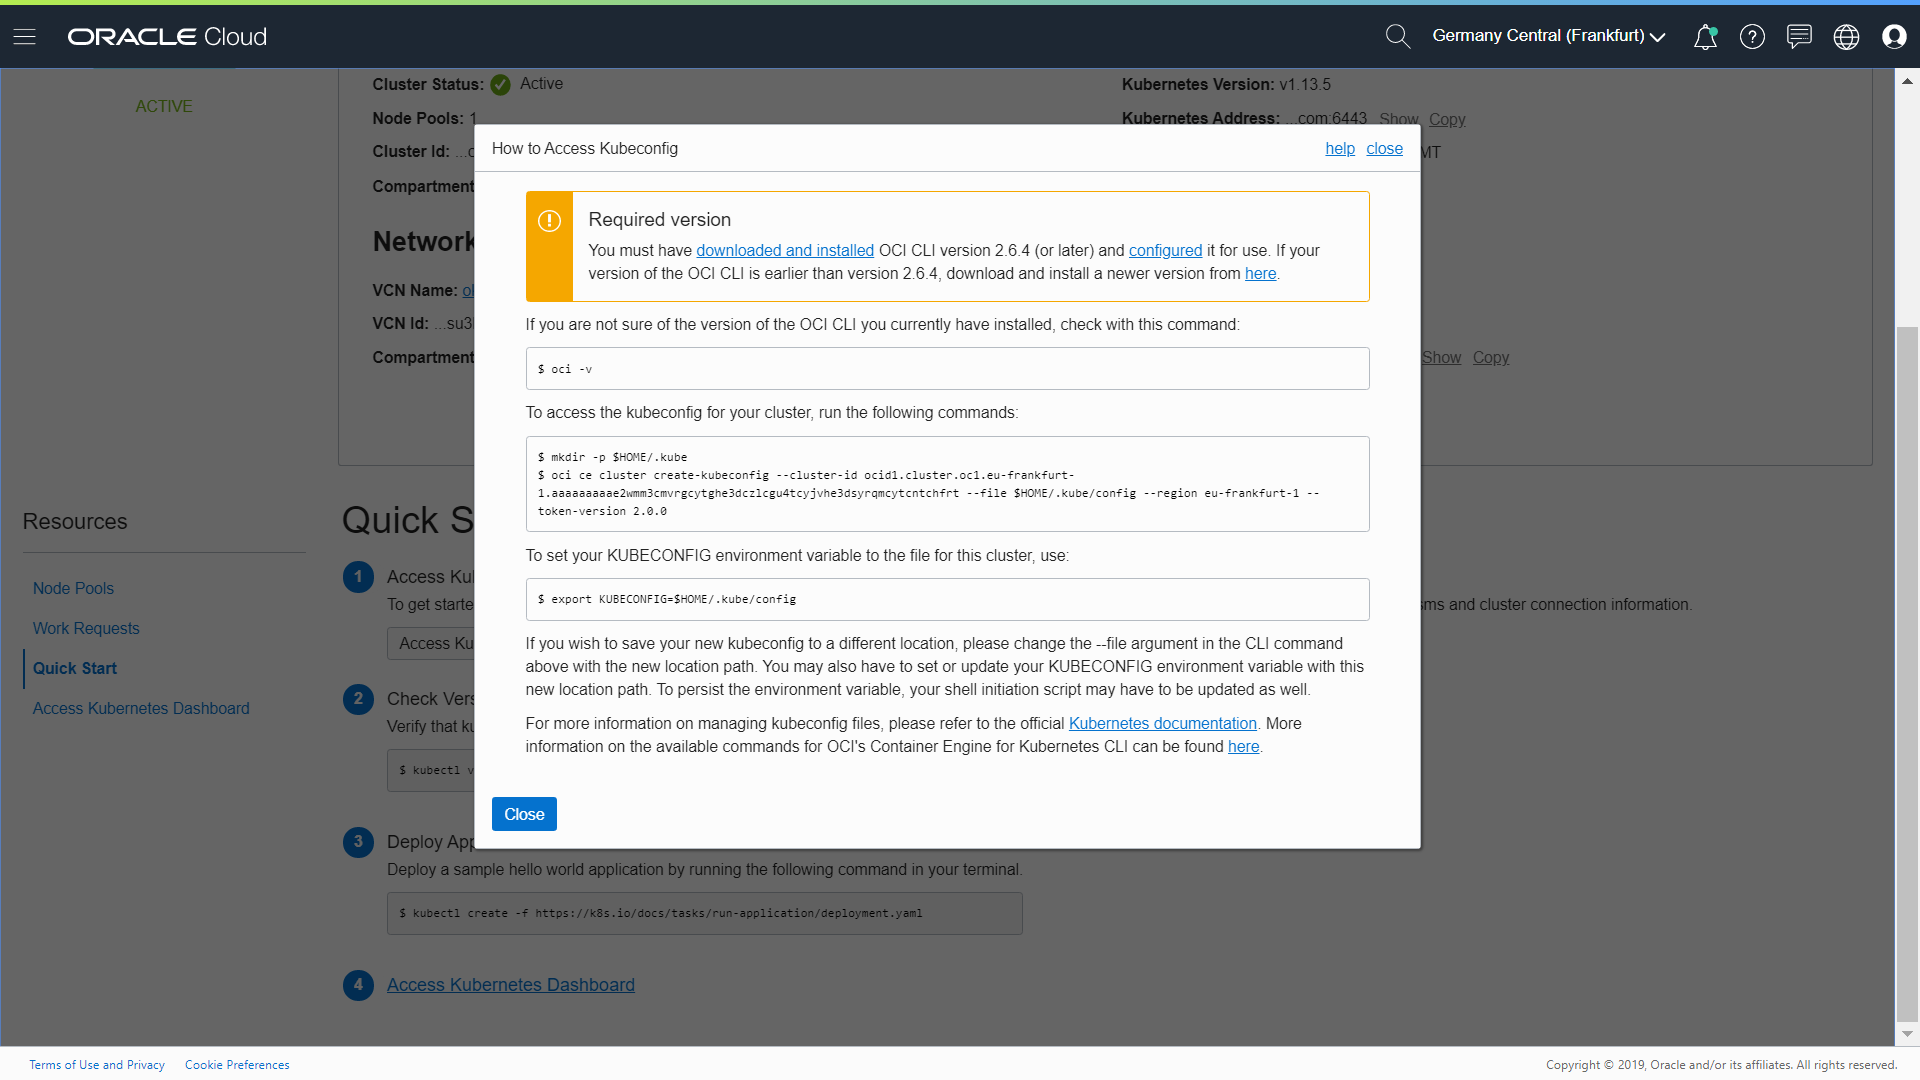 ORACLE Cloud
Germany Central (Frankfurt)
ACTIVE
Cluster Status: Active
Kubernetes Version: v1.13.5
Node Pools: 1
Kubernetes Address: ...com:6443 Show Copy
Cluster Id: ...c
MT
Compartment
Network
VCN Name: ol
VCN Id: ...su3
Compartment
Show Copy
How to Access Kubeconfig
help close
Required version
You must have downloaded and installed OCI CLI version 2.6.4 (or later) and configured it for use. If your
version of the OCI CLI is earlier than version 2.6.4, download and install a newer version from here.
If you are not sure of the version of the OCI CLI you currently have installed, check with this command:
$ oci -v
To access the kubeconfig for your cluster, run the following commands:
$ mkdir -p $HOME/.kube
$ oci ce cluster create-kubeconfig --cluster-id ocid1.cluster.oc1.eu-frankfurt-
1.aaaaaaaaae2wmm3cmvrgcytghe3dczlcgu4tcyjvhe3dsyrqmcytcntchfrt --file $HOME/.kube/config --region eu-frankfurt-1 --
token-version 2.0.0
To set your KUBECONFIG environment variable to the file for this cluster, use:
$ export KUBECONFIG=$HOME/.kube/config
If you wish to save your new kubeconfig to a different location, please change the --file argument in the CLI command
above with the new location path. You may also have to set or update your KUBECONFIG environment variable with this
new location path. To persist the environment variable, your shell initiation script may have to be updated as well.
For more information on managing kubeconfig files, please refer to the official Kubernetes documentation. More
information on the available commands for OCI's Container Engine for Kubernetes CLI can be found here.
Close
Resources
Node Pools
Work Requests
Quick Start
Access Kubernetes Dashboard
Quick S
1 Access Ku
To get starte
ms and cluster connection information.
Access Ku
2 Check Vers
Verify that ku
$ kubectl v
3 Deploy App
Deploy a sample hello world application by running the following command in your terminal.
$ kubectl create -f https://k8s.io/docs/tasks/run-application/deployment.yaml
4 Access Kubernetes Dashboard
Terms of Use and Privacy Cookie Preferences
Copyright © 2019, Oracle and/or its affiliates. All rights reserved.